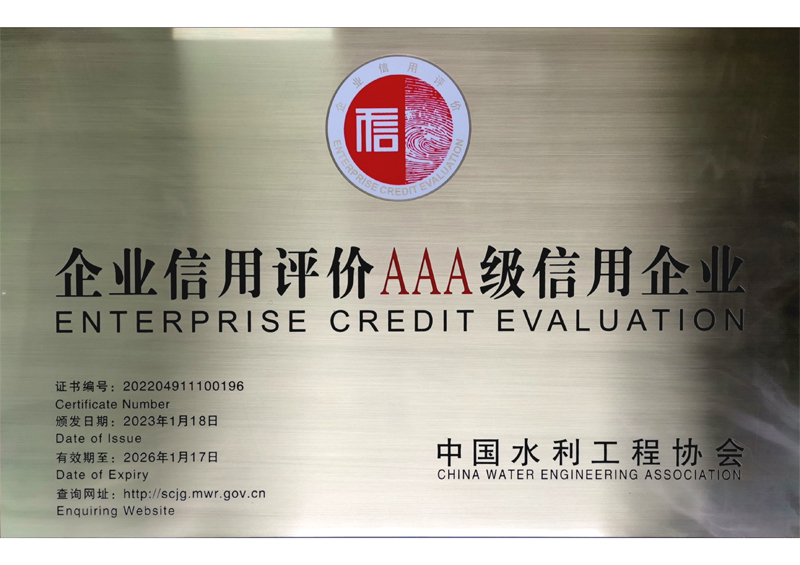 企业信用评价
信
ENTERPRISE CREDIT EVALUATION
企业信用评价AAA级信用企业
ENTERPRISE CREDIT EVALUATION
证书编号：202204911100196
Certificate Number
颁发日期：2023年1月18日
Date of Issue
有效期至：2026年1月17日
Date of Expiry
查询网址：http://scjg.mwr.gov.cn
Enquiring Website
中国水利工程协会
CHINA WATER ENGINEERING ASSOCIATION